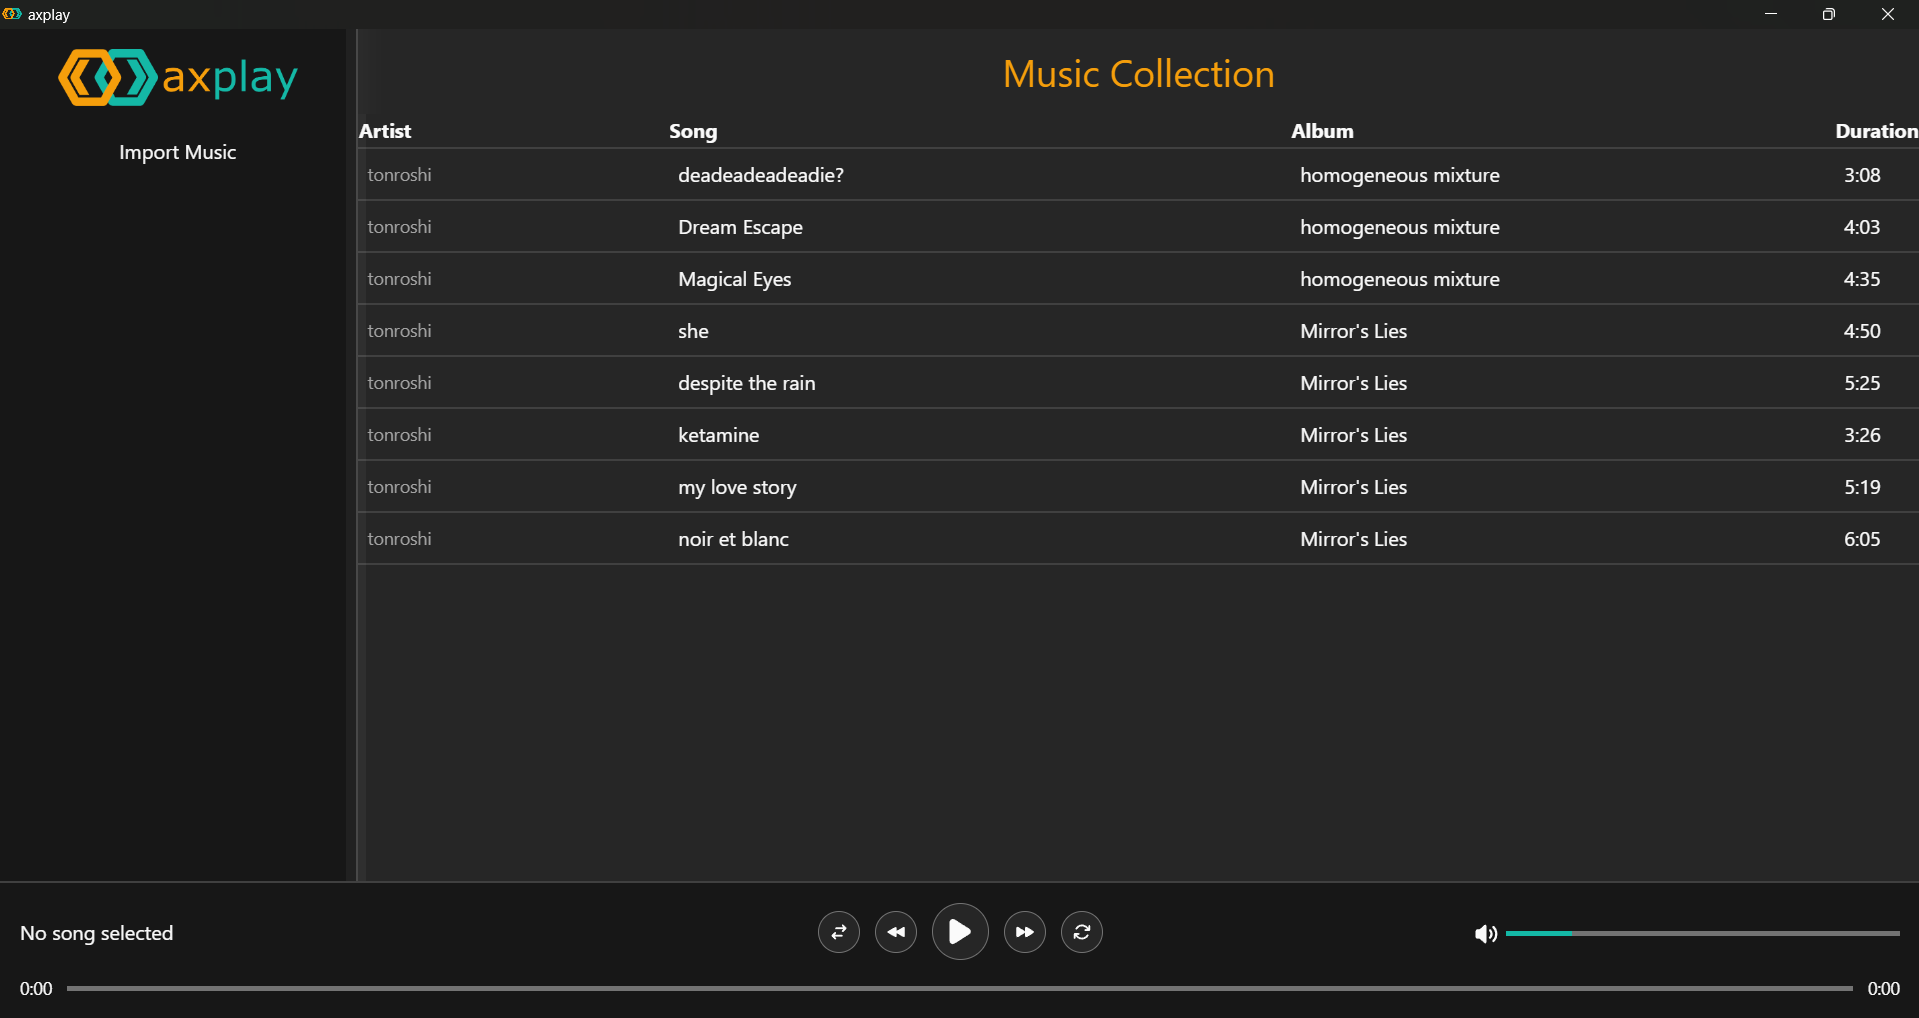 axplay
axplay
Import Music
Music Collection
Artist Song Album Duration
tonroshi deadeadeadeadie? homogeneous mixture 3:08
tonroshi Dream Escape homogeneous mixture 4:03
tonroshi Magical Eyes homogeneous mixture 4:35
tonroshi she Mirror's Lies 4:50
tonroshi despite the rain Mirror's Lies 5:25
tonroshi ketamine Mirror's Lies 3:26
tonroshi my love story Mirror's Lies 5:19
tonroshi noir et blanc Mirror's Lies 6:05
No song selected
0:00 0:00